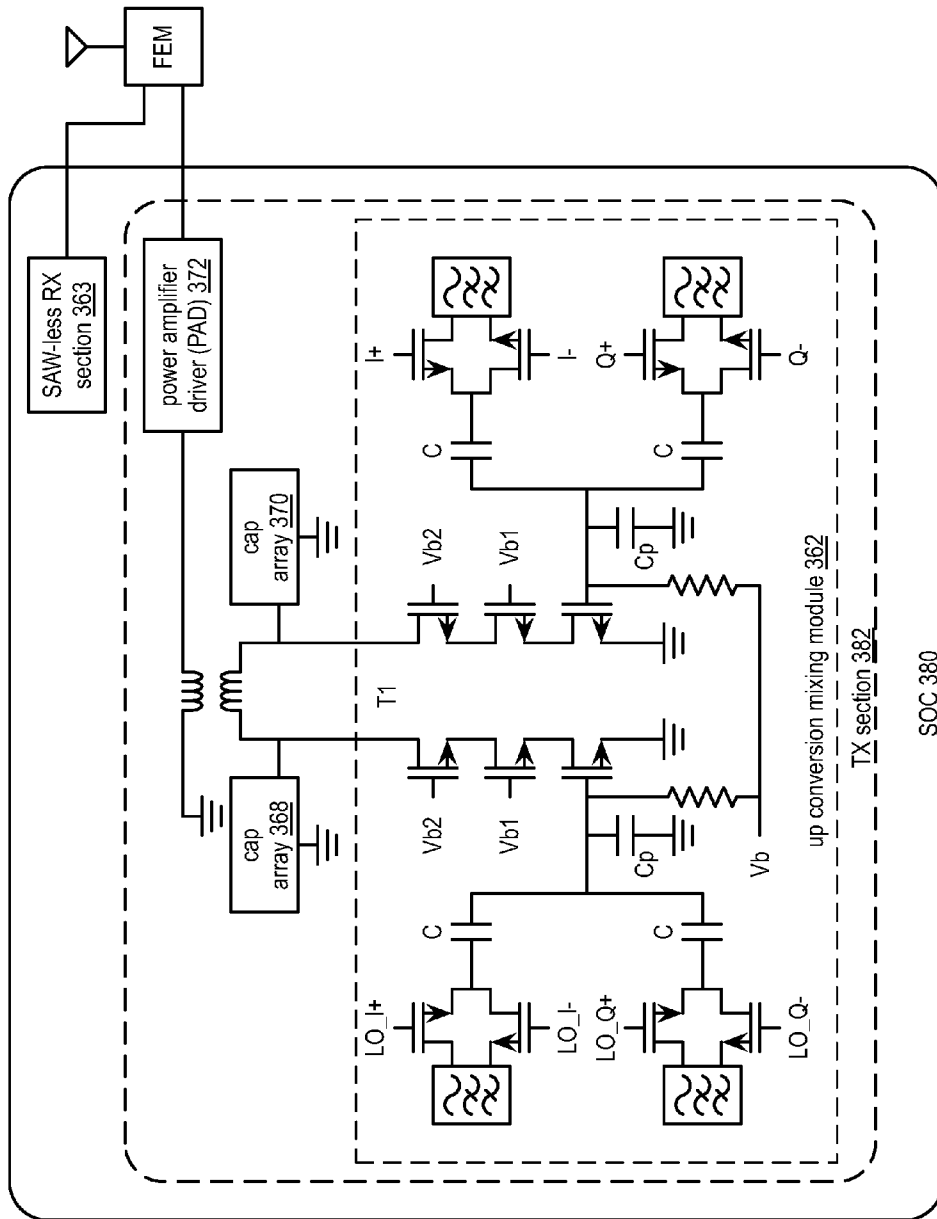 FEM
SAW-less RX
section 363
power amplifier
driver (PAD) 372
cap
array 370
cap
array 368
T1
Vb2
Vb2
Vb1
Vb1
I+
I-
Q+
Q-
C
C
Cp
Cp
C
C
LO_I+
LO_I-
LO_Q+
LO_Q-
Vb
up conversion mixing module 362
TX section 382
SOC 380